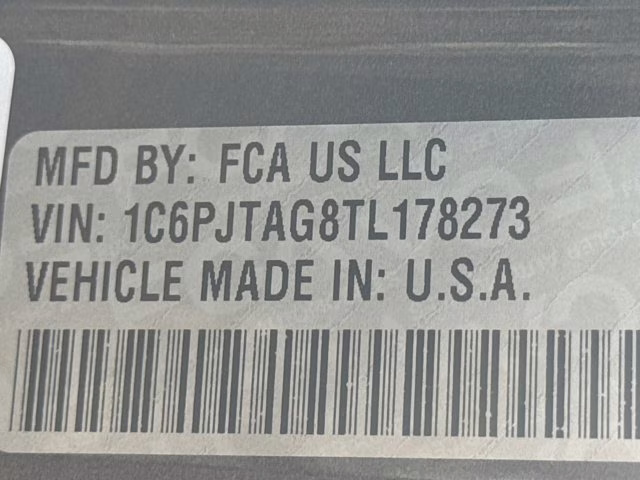 MFD BY: FCA US LLC
VIN: 1C6PJTAG8TL178273
VEHICLE MADE IN: U.S.A.